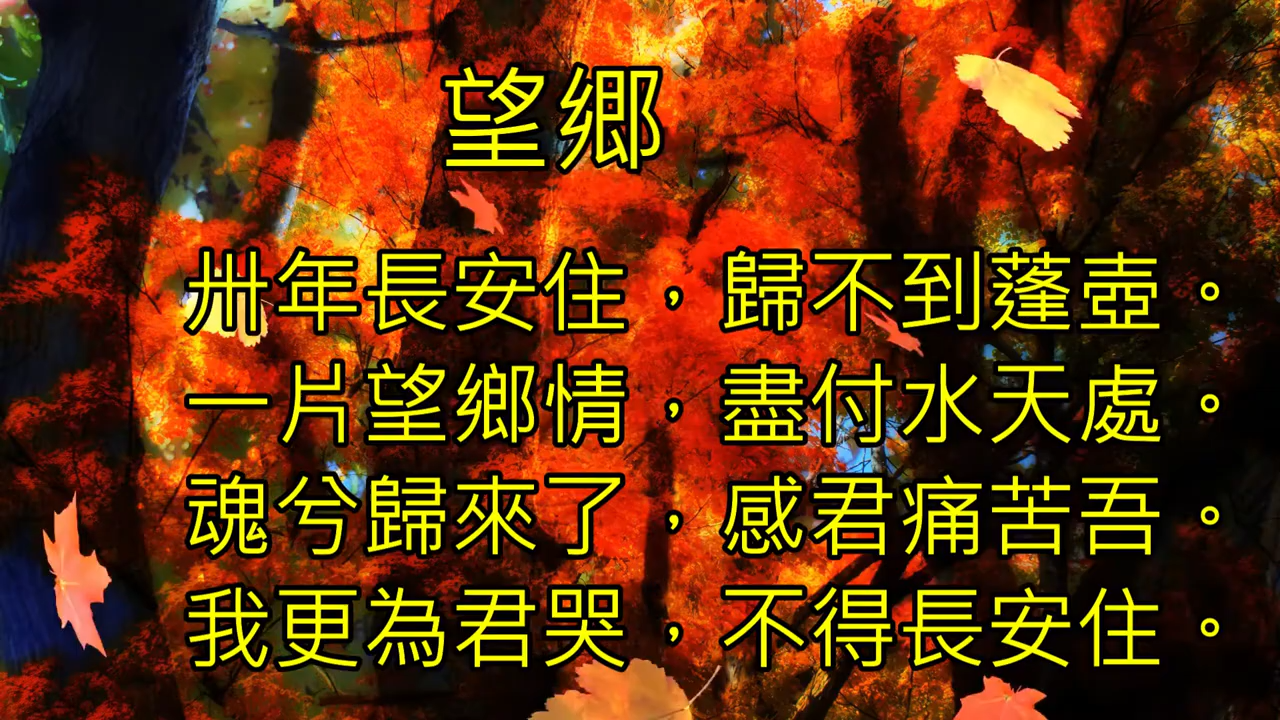 望鄉
卅年長安住，歸不到蓬壺。
一片望鄉情，盡付水天處。
魂兮歸來了，感君痛苦吾。
我更為君哭，不得長安住。